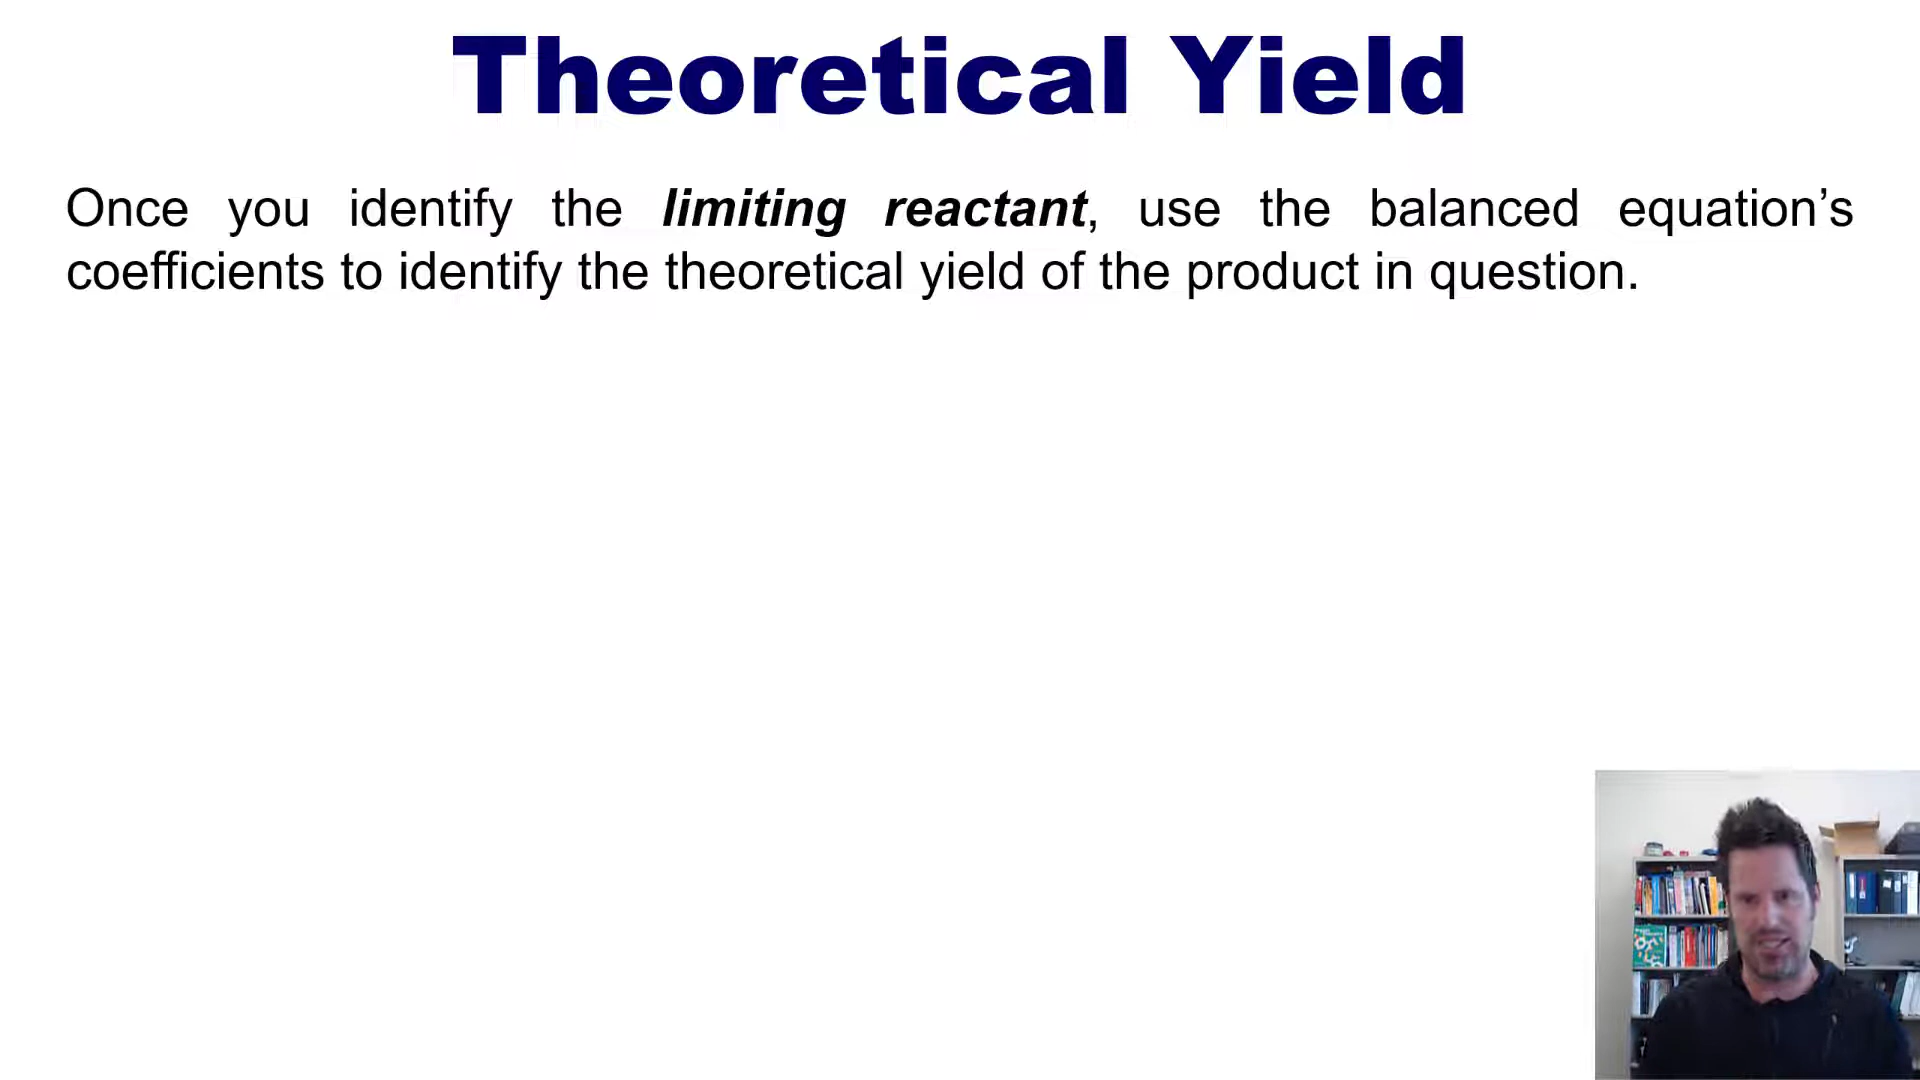 Theoretical Yield
Once you identify the limiting reactant, use the balanced equation’s
coefficients to identify the theoretical yield of the product in question.